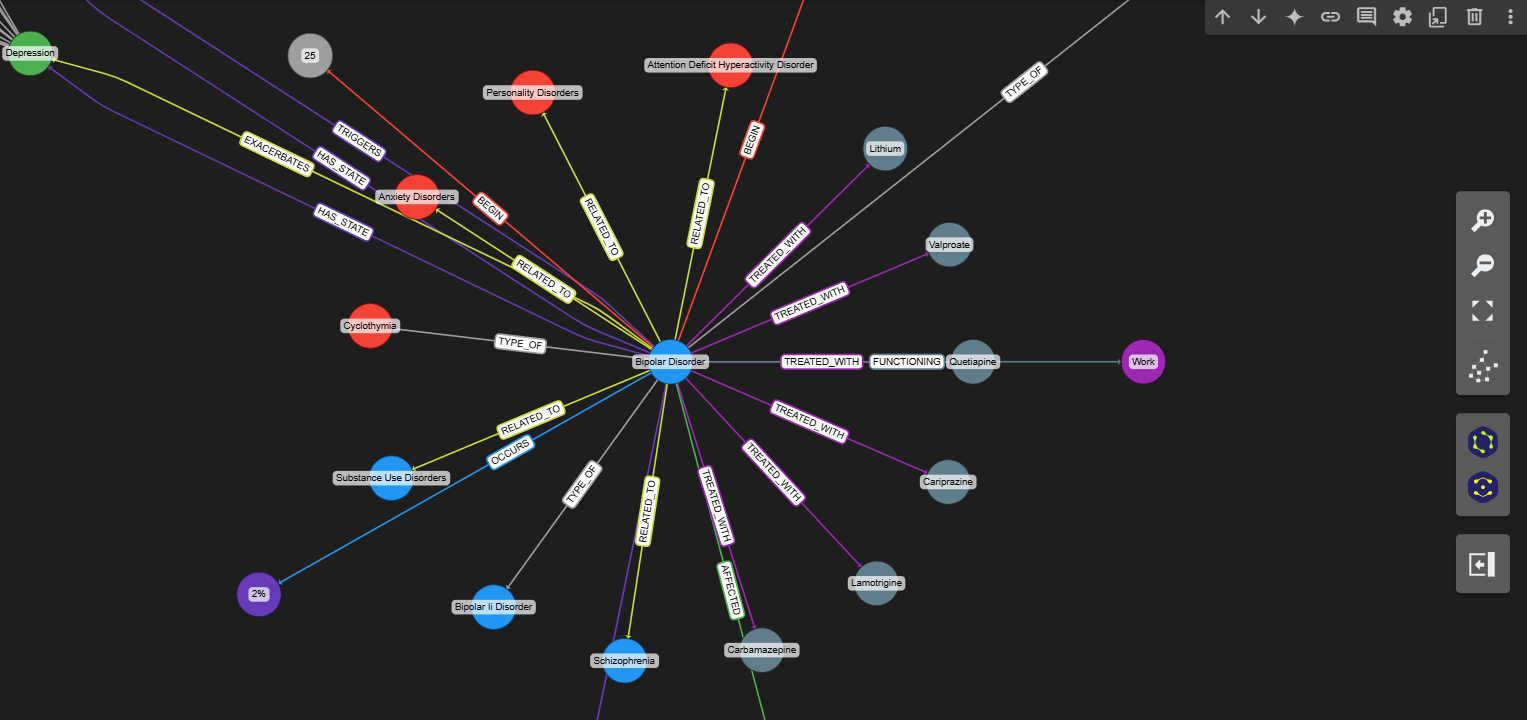 Depression
25
Personality Disorders
Attention Deficit Hyperactivity Disorder
TYPE_OF
BEGIN
TRIGGERS
EXACERBATES
HAS_STATE
Lithium
Anxiety Disorders
BEGIN
HAS_STATE
RELATED_TO
RELATED_TO
Valproate
TREATED_WITH
RELATED_TO
TREATED_WITH
Cyclothymia
TYPE_OF
Bipolar Disorder
TREATED_WITH
FUNCTIONING
Quetiapine
Work
RELATED_TO
TREATED_WITH
OCCURS
Substance Use Disorders
TYPE_OF
TREATED_WITH
Cariprazine
RELATED_TO
TREATED_WITH
2%
Bipolar Ii Disorder
AFFECTED
Lamotrigine
Schizophrenia
Carbamazepine